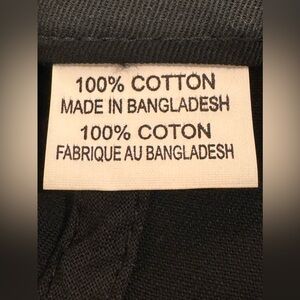 100% COTTON
MADE IN BANGLADESH
100% COTON
FABRIQUE AU BANGLADESH